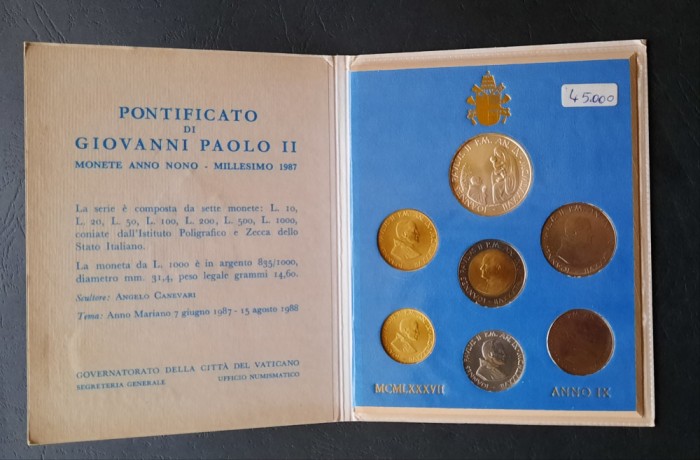 PONTIFICATO
DI
GIOVANNI PAOLO II
MONETE ANNO NONO - MILLESIMO 1987
La serie è composta da sette monete: L. 10,
L. 20, L. 50, L. 100, L. 200, L. 500, L. 1000,
coniate dall'Istituto Poligrafico e Zecca dello
Stato Italiano.
La moneta da L. 1000 è in argento 835/1000,
diametro mm. 31,4, peso legale grammi 14,60.
Scultore: ANGELO CANEVARI
Tema: Anno Mariano 7 giugno 1987 - 15 agosto 1988
GOVERNATORATO DELLA CITTÀ DEL VATICANO
SEGRETERIA GENERALE UFFICIO NUMISMATICO
45.000
MCMLXXXVII ANNO IX